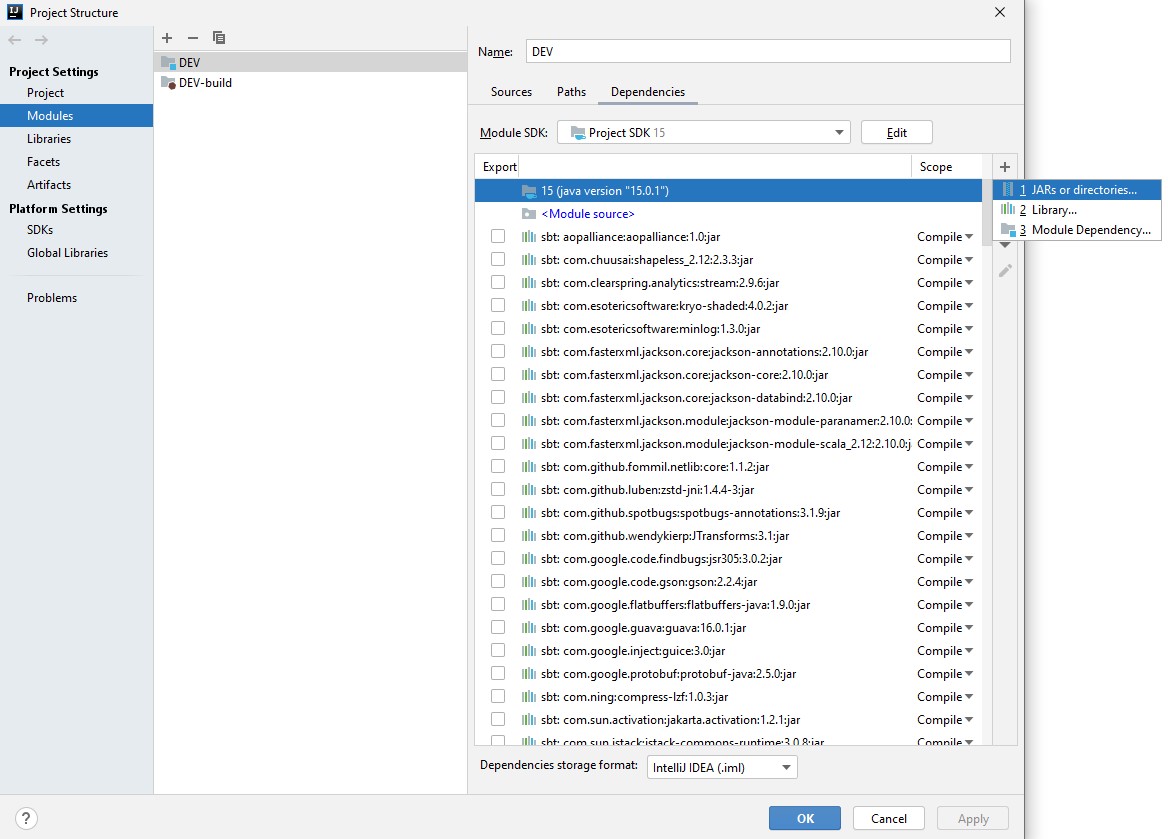 Project Structure
Project Settings
Project
Modules
Libraries
Facets
Artifacts
Platform Settings
SDKs
Global Libraries
Problems
DEV
DEV-build
Name: DEV
Sources Paths Dependencies
Module SDK: Project SDK 15 Edit
Export Scope
15 (java version "15.0.1")
<Module source>
sbt: aopalliance:aopalliance:1.0:jar Compile
sbt: com.chuusai:shapeless_2.12:2.3.3:jar Compile
sbt: com.clearspring.analytics:stream:2.9.6:jar Compile
sbt: com.esotericsoftware:kryo-shaded:4.0.2:jar Compile
sbt: com.esotericsoftware:minlog:1.3.0:jar Compile
sbt: com.fasterxml.jackson.core:jackson-annotations:2.10.0:jar Compile
sbt: com.fasterxml.jackson.core:jackson-core:2.10.0:jar Compile
sbt: com.fasterxml.jackson.core:jackson-databind:2.10.0:jar Compile
sbt: com.fasterxml.jackson.module:jackson-module-paranamer:2.10.0: Compile
sbt: com.fasterxml.jackson.module:jackson-module-scala_2.12:2.10.0:j Compile
sbt: com.github.fommil.netlib:core:1.1.2:jar Compile
sbt: com.github.luben:zstd-jni:1.4.4-3:jar Compile
sbt: com.github.spotbugs:spotbugs-annotations:3.1.9:jar Compile
sbt: com.github.wendykierp:JTransforms:3.1:jar Compile
sbt: com.google.code.findbugs:jsr305:3.0.2:jar Compile
sbt: com.google.code.gson:gson:2.2.4:jar Compile
sbt: com.google.flatbuffers:flatbuffers-java:1.9.0:jar Compile
sbt: com.google.guava:guava:16.0.1:jar Compile
sbt: com.google.inject:guice:3.0:jar Compile
sbt: com.google.protobuf:protobuf-java:2.5.0:jar Compile
sbt: com.ning:compress-lzf:1.0.3:jar Compile
sbt: com.sun.activation:jakarta.activation:1.2.1:jar Compile
sbt: com.sun.istack:istack-commons-runtime:3.0.8:jar Compile
1 JARs or directories...
2 Library...
3 Module Dependency...
Dependencies storage format: IntelliJ IDEA (.iml)
? OK Cancel Apply